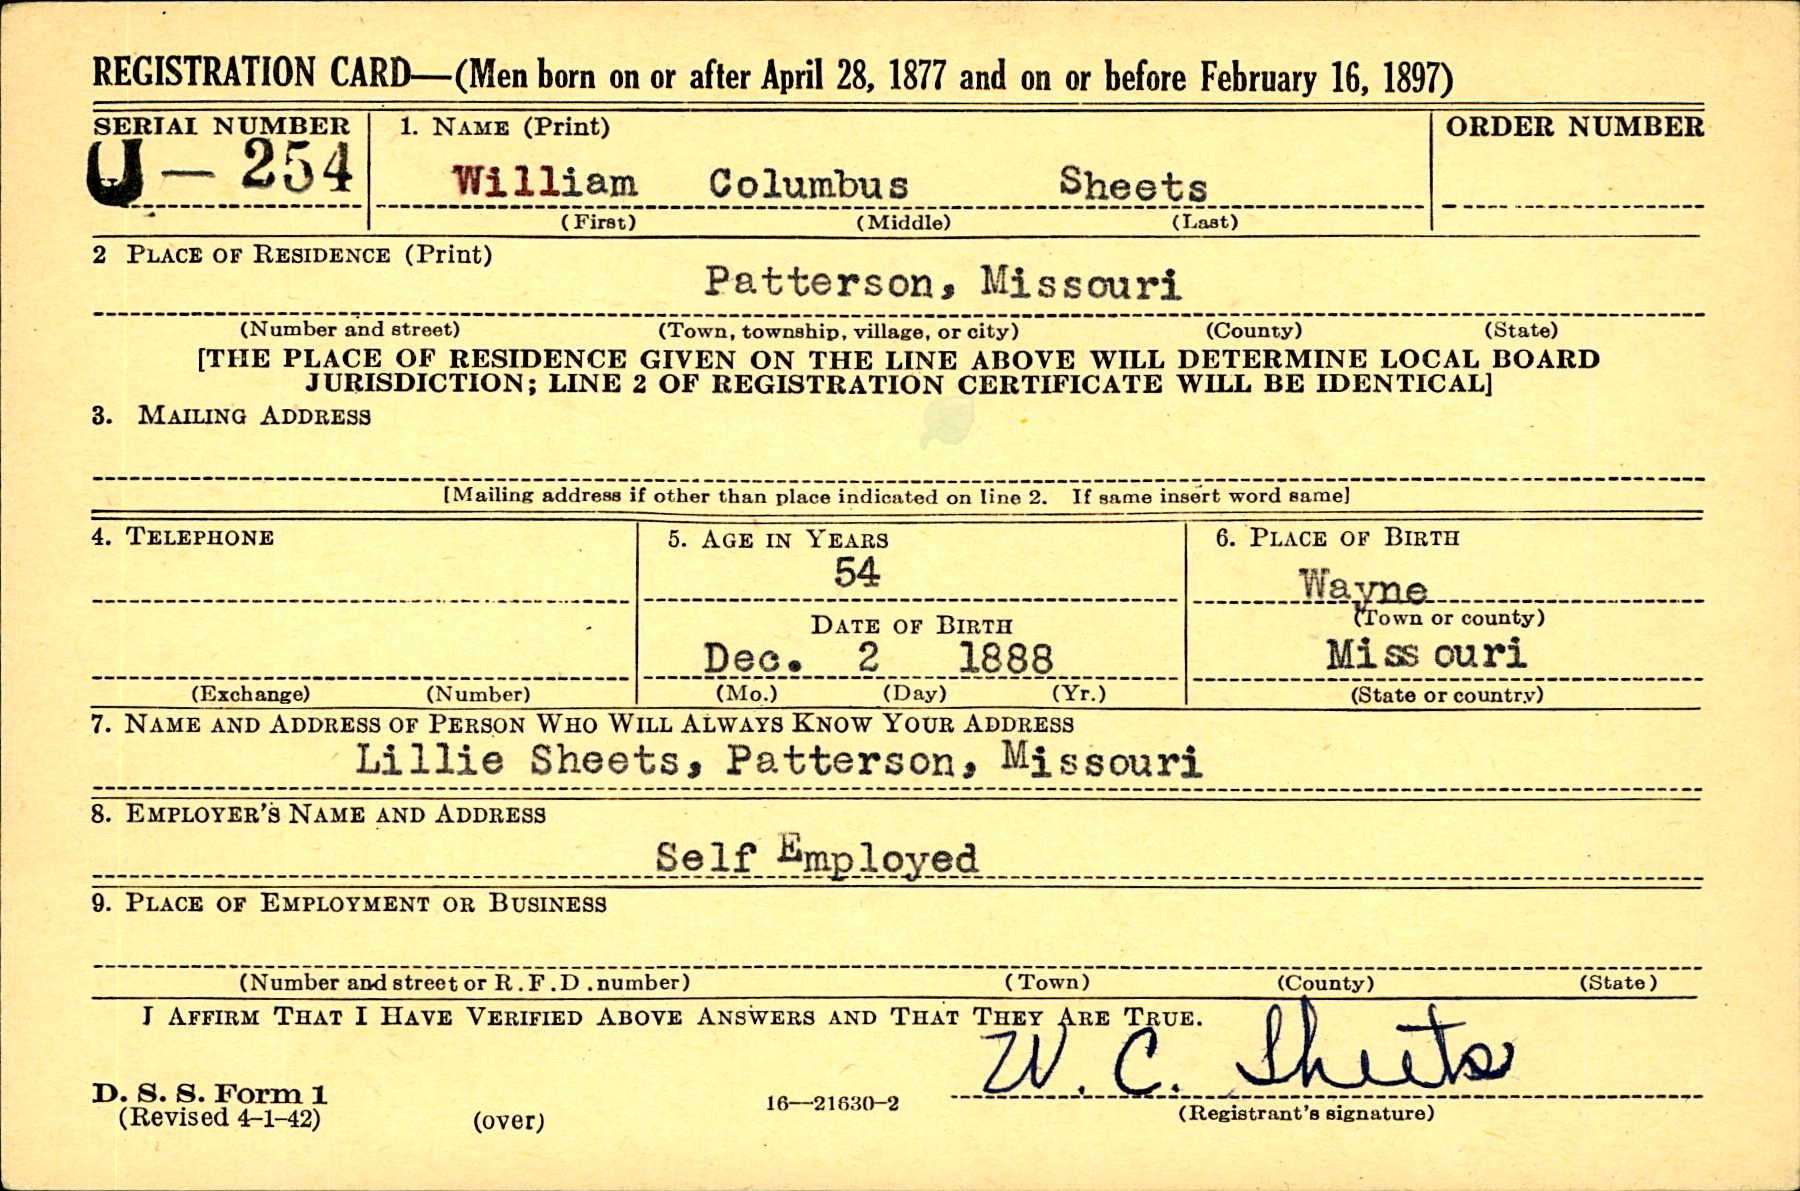 REGISTRATION CARD—(Men born on or after April 28, 1877 and on or before February 16, 1897)
SERIAL NUMBER 1. NAME (Print) ORDER NUMBER
U — 254 William Columbus Sheets
(First) (Middle) (Last)
2 PLACE OF RESIDENCE (Print)
Patterson, Missouri
(Number and street) (Town, township, village, or city) (County) (State)
[THE PLACE OF RESIDENCE GIVEN ON THE LINE ABOVE WILL DETERMINE LOCAL BOARD
JURISDICTION; LINE 2 OF REGISTRATION CERTIFICATE WILL BE IDENTICAL]
3. MAILING ADDRESS
[Mailing address if other than place indicated on line 2. If same insert word same]
4. TELEPHONE 5. AGE IN YEARS 6. PLACE OF BIRTH
54
Wayne
DATE OF BIRTH (Town or county)
Dec. 2 1888 Missouri
(Exchange) (Number) (Mo.) (Day) (Yr.) (State or country)
7. NAME AND ADDRESS OF PERSON WHO WILL ALWAYS KNOW YOUR ADDRESS
Lillie Sheets, Patterson, Missouri
8. EMPLOYER'S NAME AND ADDRESS
Self Employed
9. PLACE OF EMPLOYMENT OR BUSINESS
(Number and street or R.F.D. number) (Town) (County) (State)
I AFFIRM THAT I HAVE VERIFIED ABOVE ANSWERS AND THAT THEY ARE TRUE.
W. C. Sheets
D. S. S. Form 1
(Revised 4-1-42) (over) 16—21630-2 (Registrant's signature)